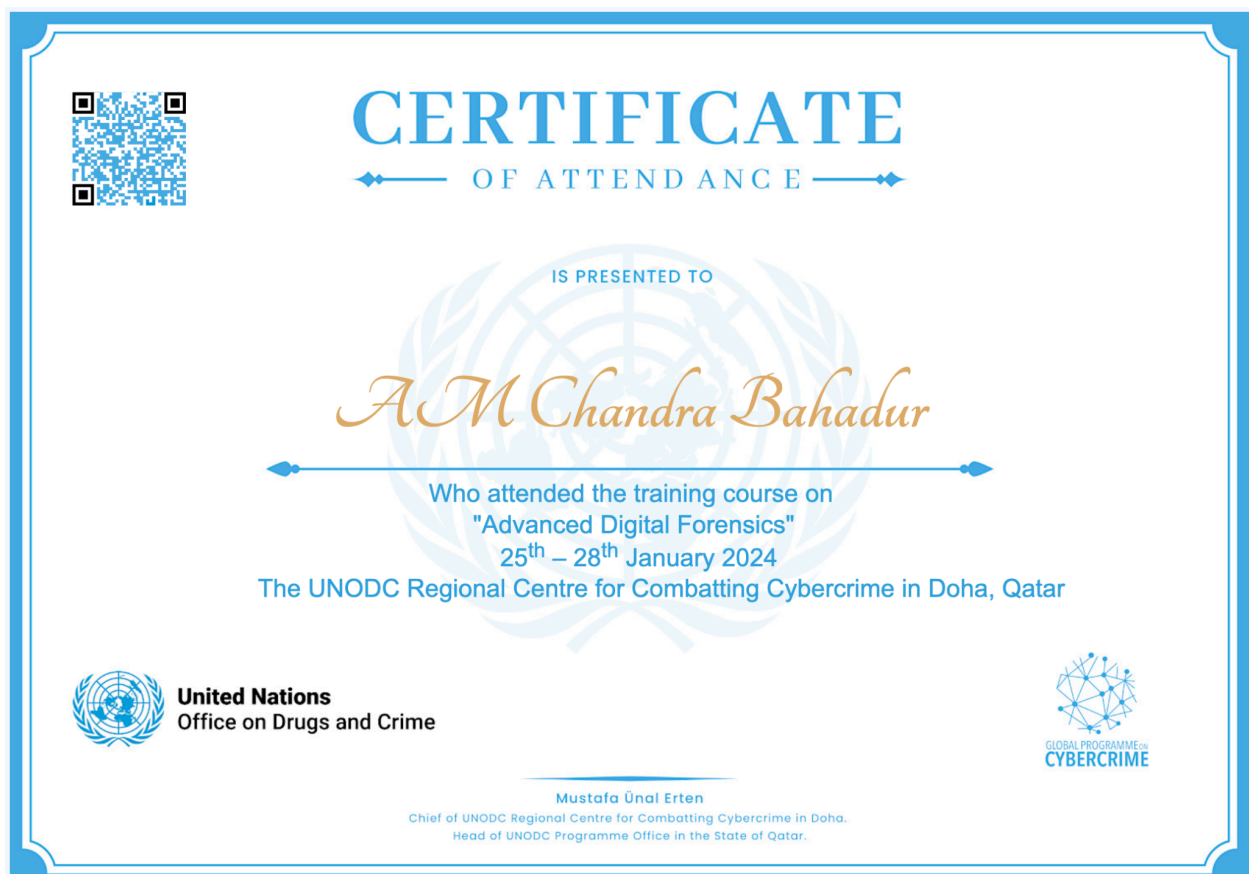 CERTIFICATE
OF ATTENDANCE
IS PRESENTED TO
AM Chandra Bahadur
Who attended the training course on
"Advanced Digital Forensics"
25th – 28th January 2024
The UNODC Regional Centre for Combatting Cybercrime in Doha, Qatar
United Nations
Office on Drugs and Crime
GLOBAL PROGRAMME ON
CYBERCRIME
Mustafa Ünal Erten
Chief of UNODC Regional Centre for Combatting Cybercrime in Doha.
Head of UNODC Programme Office in the State of Qatar.